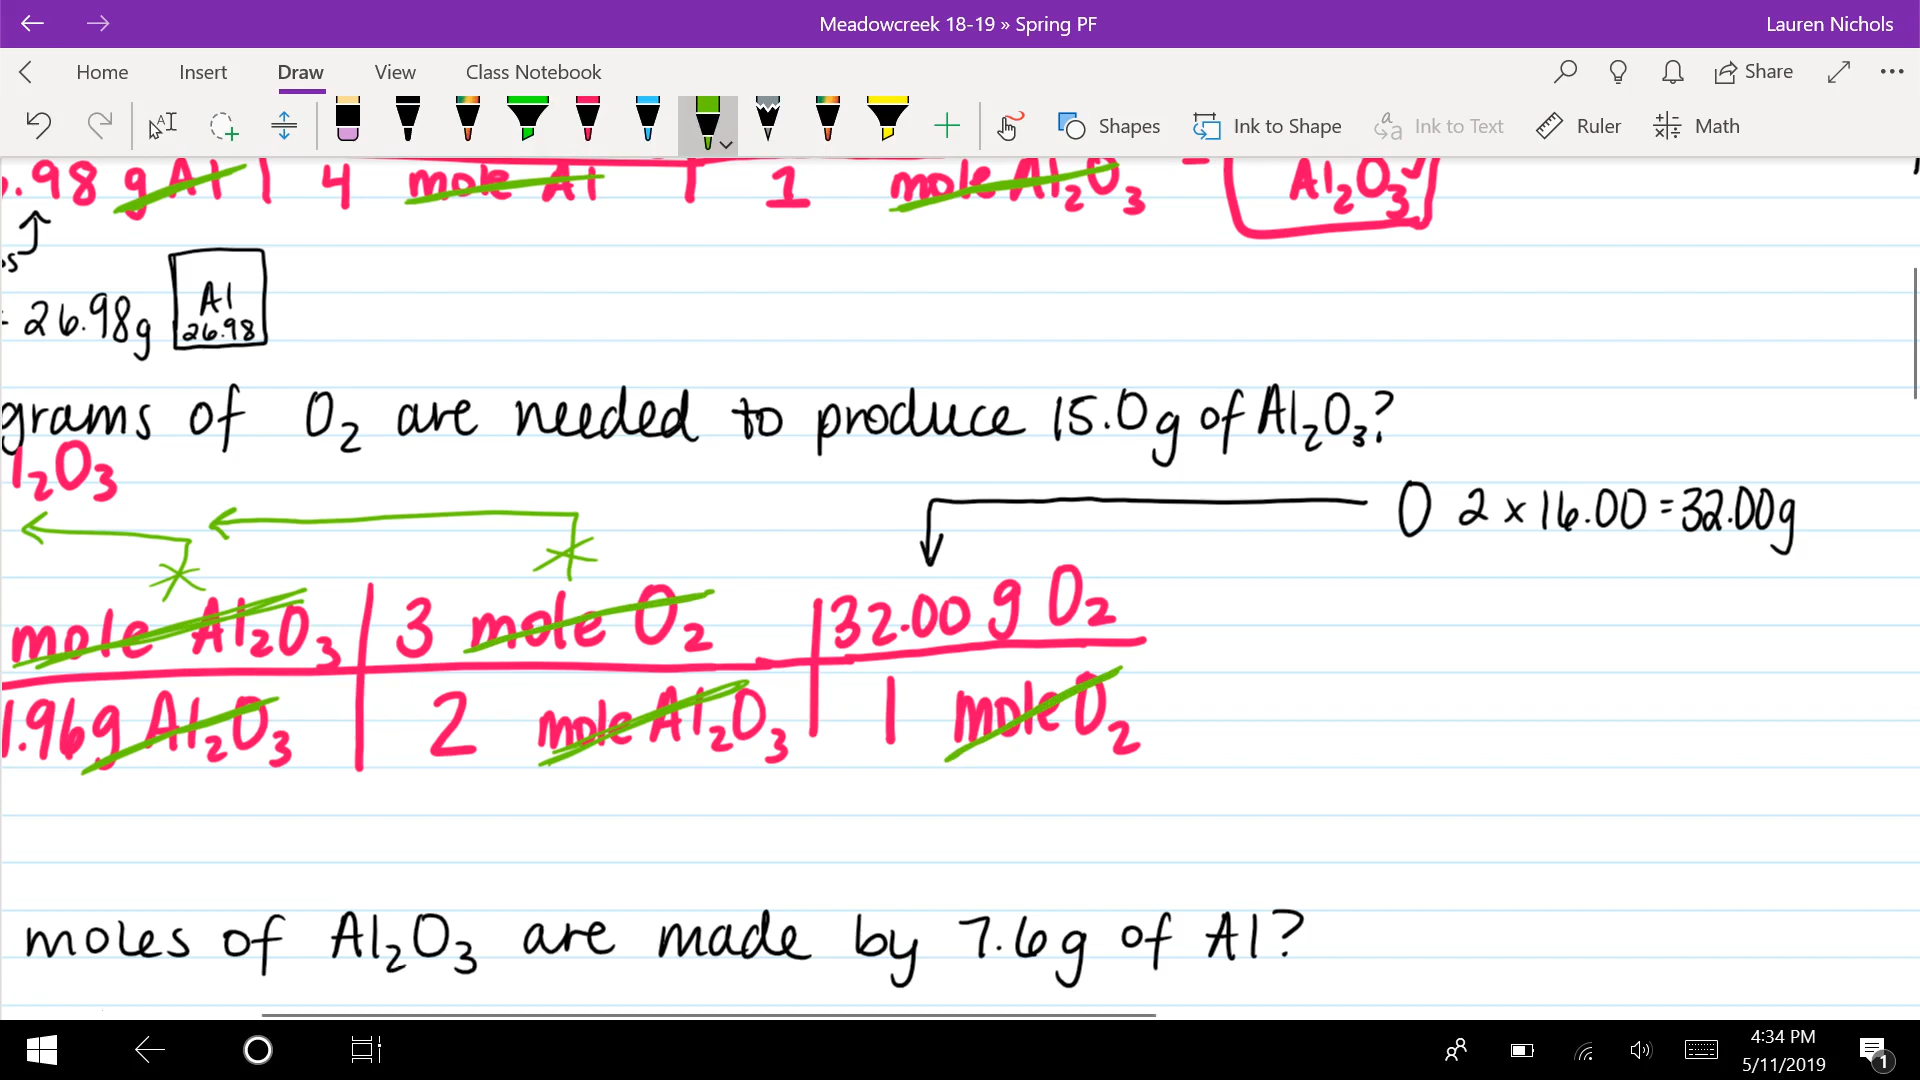 Meadowcreek 18-19 » Spring PF
Lauren Nichols
Home Insert Draw View Class Notebook Share
Shapes Ink to Shape Ink to Text Ruler Math
.98 g Al 4 mole Al 1 mole Al₂O₃ = Al₂O₃
26.98g Al
26.98
grams of O₂ are needed to produce 15.0g of Al₂O₃?
l₂O₃
O 2 x 16.00 = 32.00g
mole Al₂O₃ 3 mole O₂ 32.00 g O₂
1.96g Al₂O₃ 2 mole Al₂O₃ 1 mole O₂
moles of Al₂O₃ are made by 7.6g of Al?
4:34 PM
5/11/2019
1